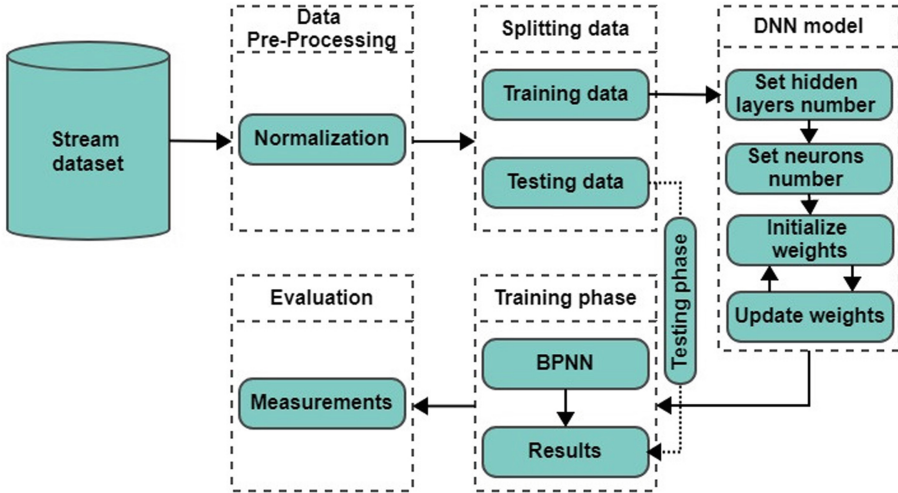 Stream
dataset
Data
Pre-Processing
Normalization
Splitting data
Training data
Testing data
DNN model
Set hidden
layers number
Set neurons
number
Initialize
weights
Update weights
Testing phase
Training phase
BPNN
Results
Evaluation
Measurements